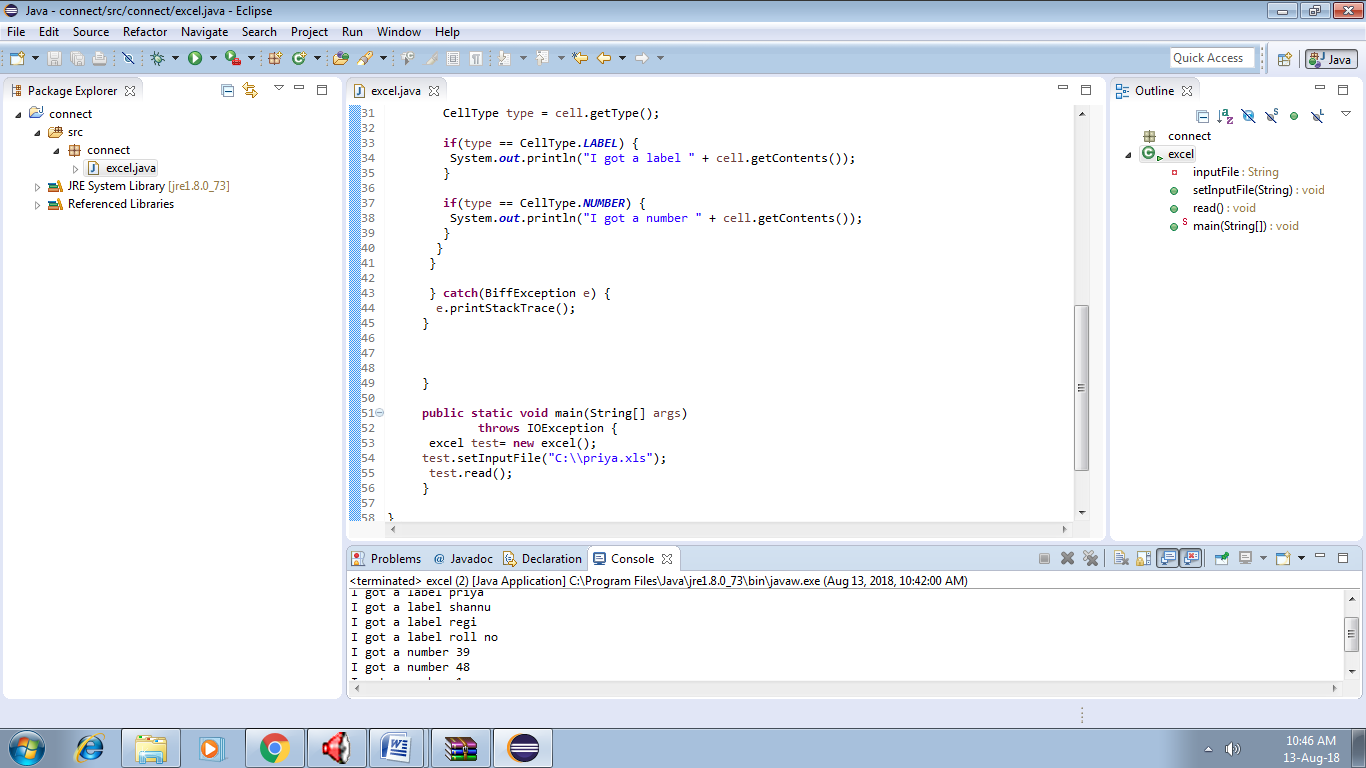 Java - connect/src/connect/excel.java - Eclipse
File Edit Source Refactor Navigate Search Project Run Window Help
Quick Access
Java
Package Explorer
connect
src
connect
excel.java
JRE System Library [jre1.8.0_73]
Referenced Libraries
excel.java
31 CellType type = cell.getType();
32
33 if(type == CellType.LABEL) {
34 System.out.println("I got a label " + cell.getContents());
35 }
36
37 if(type == CellType.NUMBER) {
38 System.out.println("I got a number " + cell.getContents());
39 }
40 }
41 }
42
43 } catch(BiffException e) {
44 e.printStackTrace();
45 }
46
47
48
49 }
50
51 public static void main(String[] args)
52 throws IOException {
53 excel test= new excel();
54 test.setInputFile("C:\\priya.xls");
55 test.read();
56 }
57
58 }
Outline
connect
excel
inputFile : String
setInputFile(String) : void
read() : void
main(String[]) : void
Problems @ Javadoc Declaration Console
<terminated> excel (2) [Java Application] C:\Program Files\Java\jre1.8.0_73\bin\javaw.exe (Aug 13, 2018, 10:42:00 AM)
I got a label priya
I got a label shannu
I got a label regi
I got a label roll no
I got a number 39
I got a number 48
10:46 AM
13-Aug-18